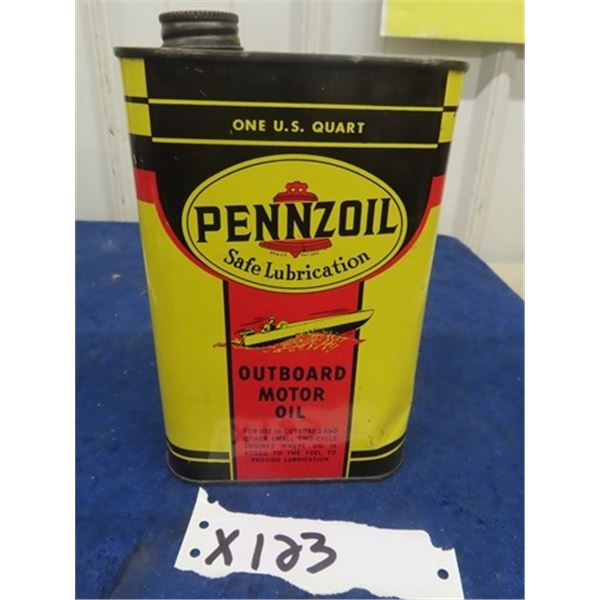 ONE U.S. QUART
PENNZOIL
Safe Lubrication
OUTBOARD
MOTOR
OIL
FOR USE IN OUTBOARD AND
OTHER SMALL TWO-CYCLE
ENGINES WHERE OIL IS
ADDED TO THE FUEL TO
PROVIDE LUBRICATION
X123